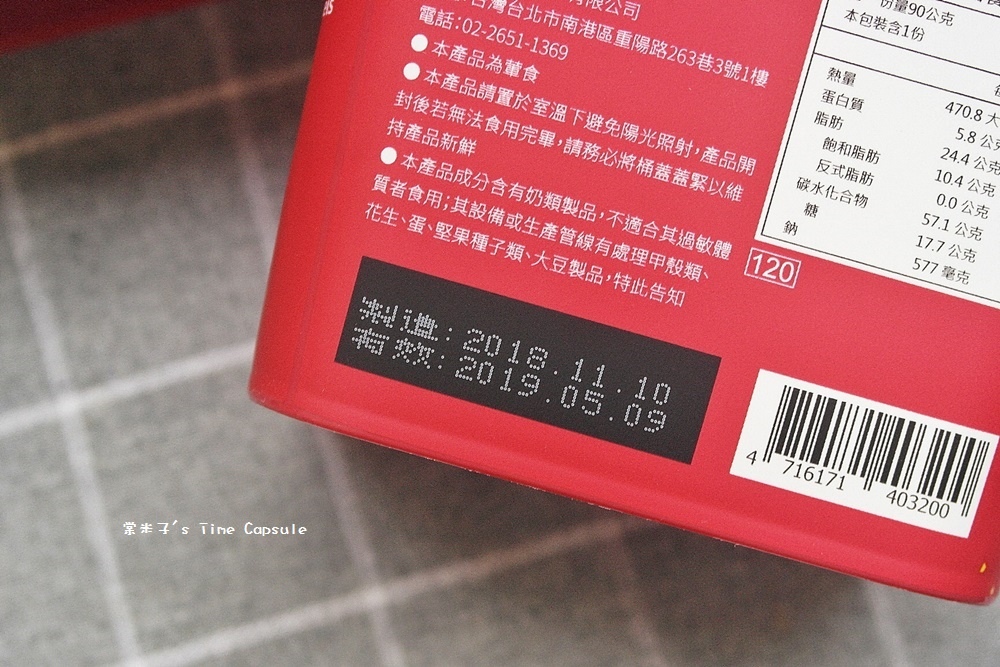 有限公司
台灣台北市南港區重陽路263巷3號1樓
電話:02-2651-1369
●本產品為葷食
●本產品請置於室溫下避免陽光照射,產品開
封後若無法食用完畢,請務必將桶蓋蓋緊以維
持產品新鮮
●本產品成分含有奶類製品,不適合其過敏體
質者食用;其設備或生產管線有處理甲殼類、
花生、蛋、堅果種子類、大豆製品,特此告知
120
製造:2018.11.10
有效:2019.05.09
份量90公克
本包裝含1份
熱量 470.8 大
蛋白質 5.8 公克
脂肪 24.4 公克
飽和脂肪 10.4 公克
反式脂肪 0.0 公克
碳水化合物 57.1 公克
糖 17.7 公克
鈉 577 毫克
4 716171 403200
棠米子's Time Capsule